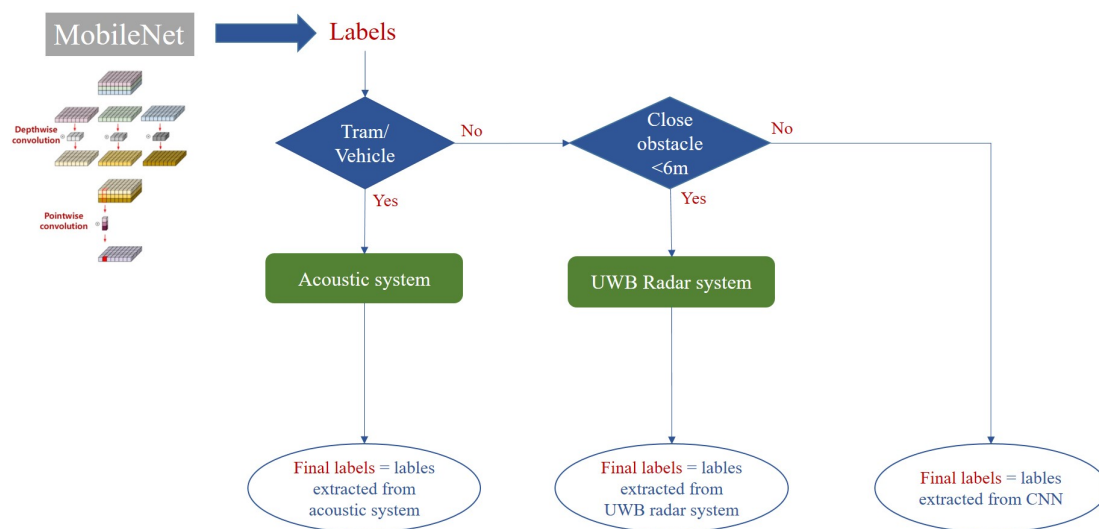 MobileNet
Labels
Depthwise
convolution
Pointwise
convolution
Tram/
Vehicle
No
Close
obstacle
<6m
No
Yes
Yes
Acoustic system
UWB Radar system
Final labels = lables
extracted from
acoustic system
Final labels = lables
extracted from
UWB radar system
Final labels = lables
extracted from CNN